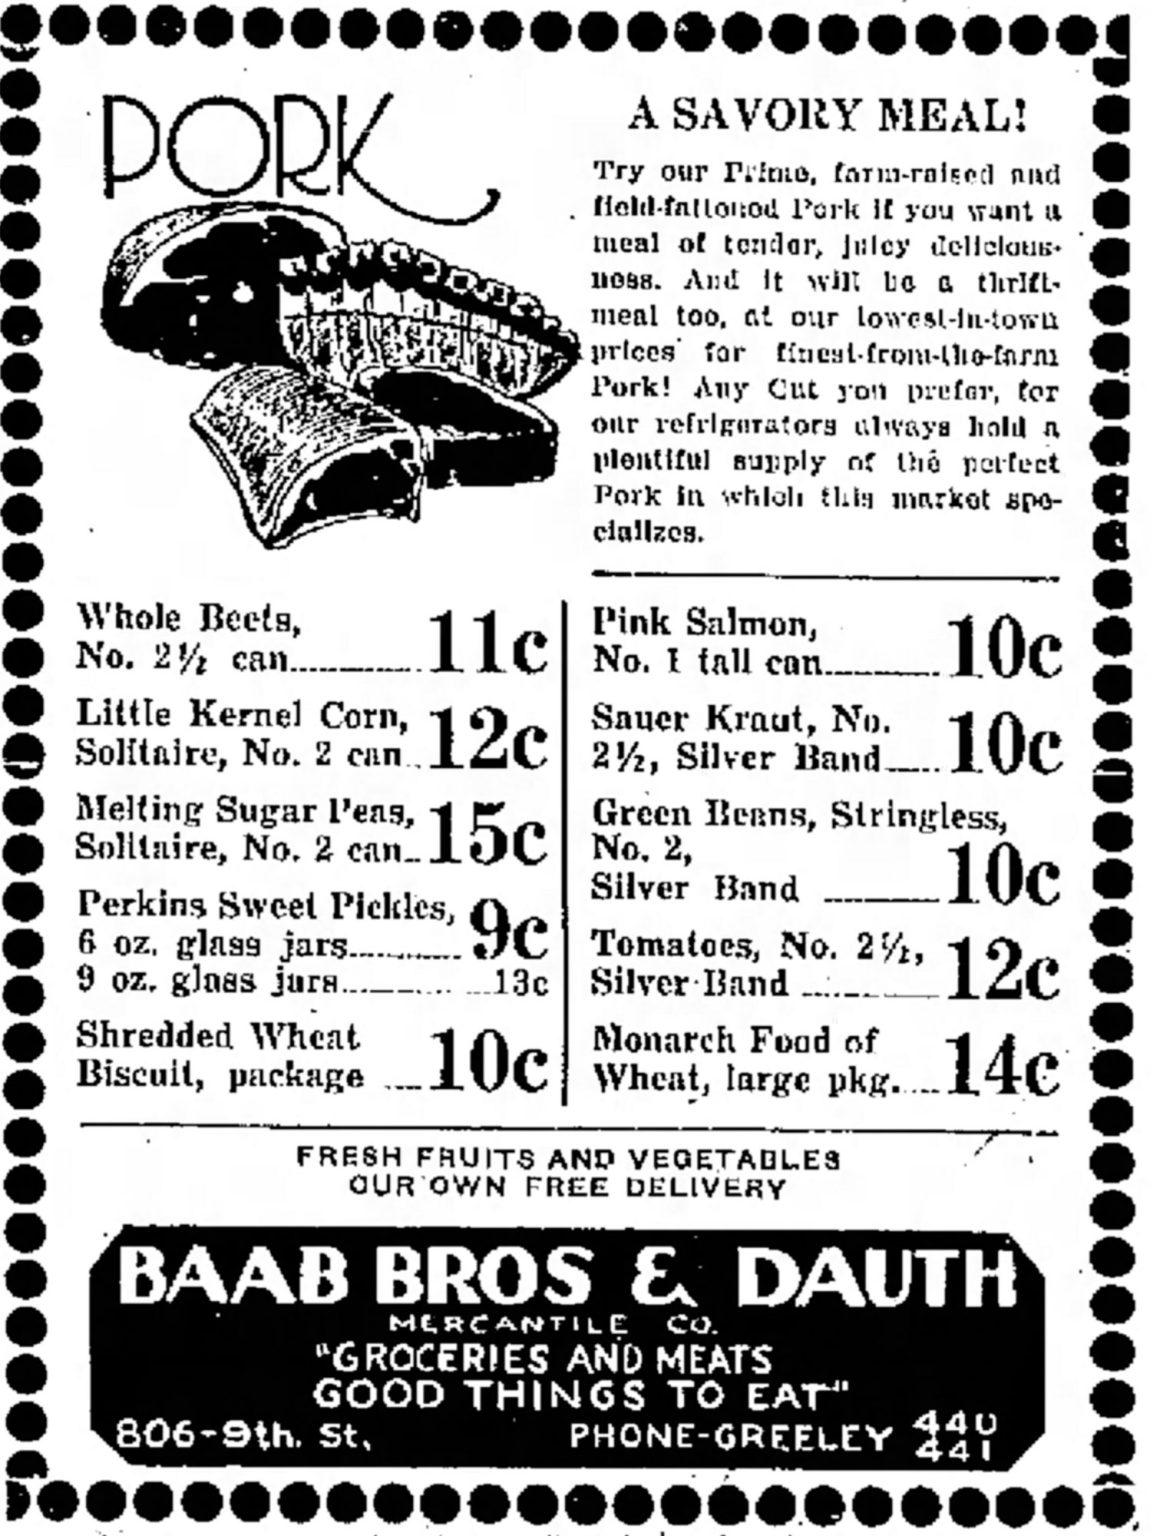 PORK
A SAVORY MEAL!
Try our Prime, farm-raised and
field-fattened Pork if you want a
meal of tender, juicy delicious-
ness. And it will be a thrift-
meal too, at our lowest-in-town
prices for finest-from-the-farm
Pork! Any Cut you prefer, for
our refrigerators always hold a
plentiful supply of the perfect
Pork in which this market spe-
cializes.
Whole Beets,
No. 2½ can 11c
Little Kernel Corn,
Solitaire, No. 2 can 12c
Melting Sugar Peas,
Solitaire, No. 2 can 15c
Perkins Sweet Pickles,
6 oz. glass jars 9c
9 oz. glass jars 13c
Shredded Wheat
Biscuit, package 10c
Pink Salmon,
No. 1 tall can 10c
Sauer Kraut, No.
2½, Silver Band 10c
Green Beans, Stringless,
No. 2,
Silver Band 10c
Tomatoes, No. 2½,
Silver Band 12c
Monarch Food of
Wheat, large pkg. 14c
FRESH FRUITS AND VEGETABLES
OUR OWN FREE DELIVERY
BAAB BROS & DAUTH
MERCANTILE CO.
"GROCERIES AND MEATS
GOOD THINGS TO EAT"
806-9th. St. PHONE-GREELEY 440
441